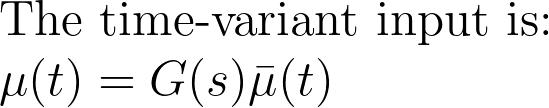 The time-variant input is:
μ(t) = G(s)μ̄(t)